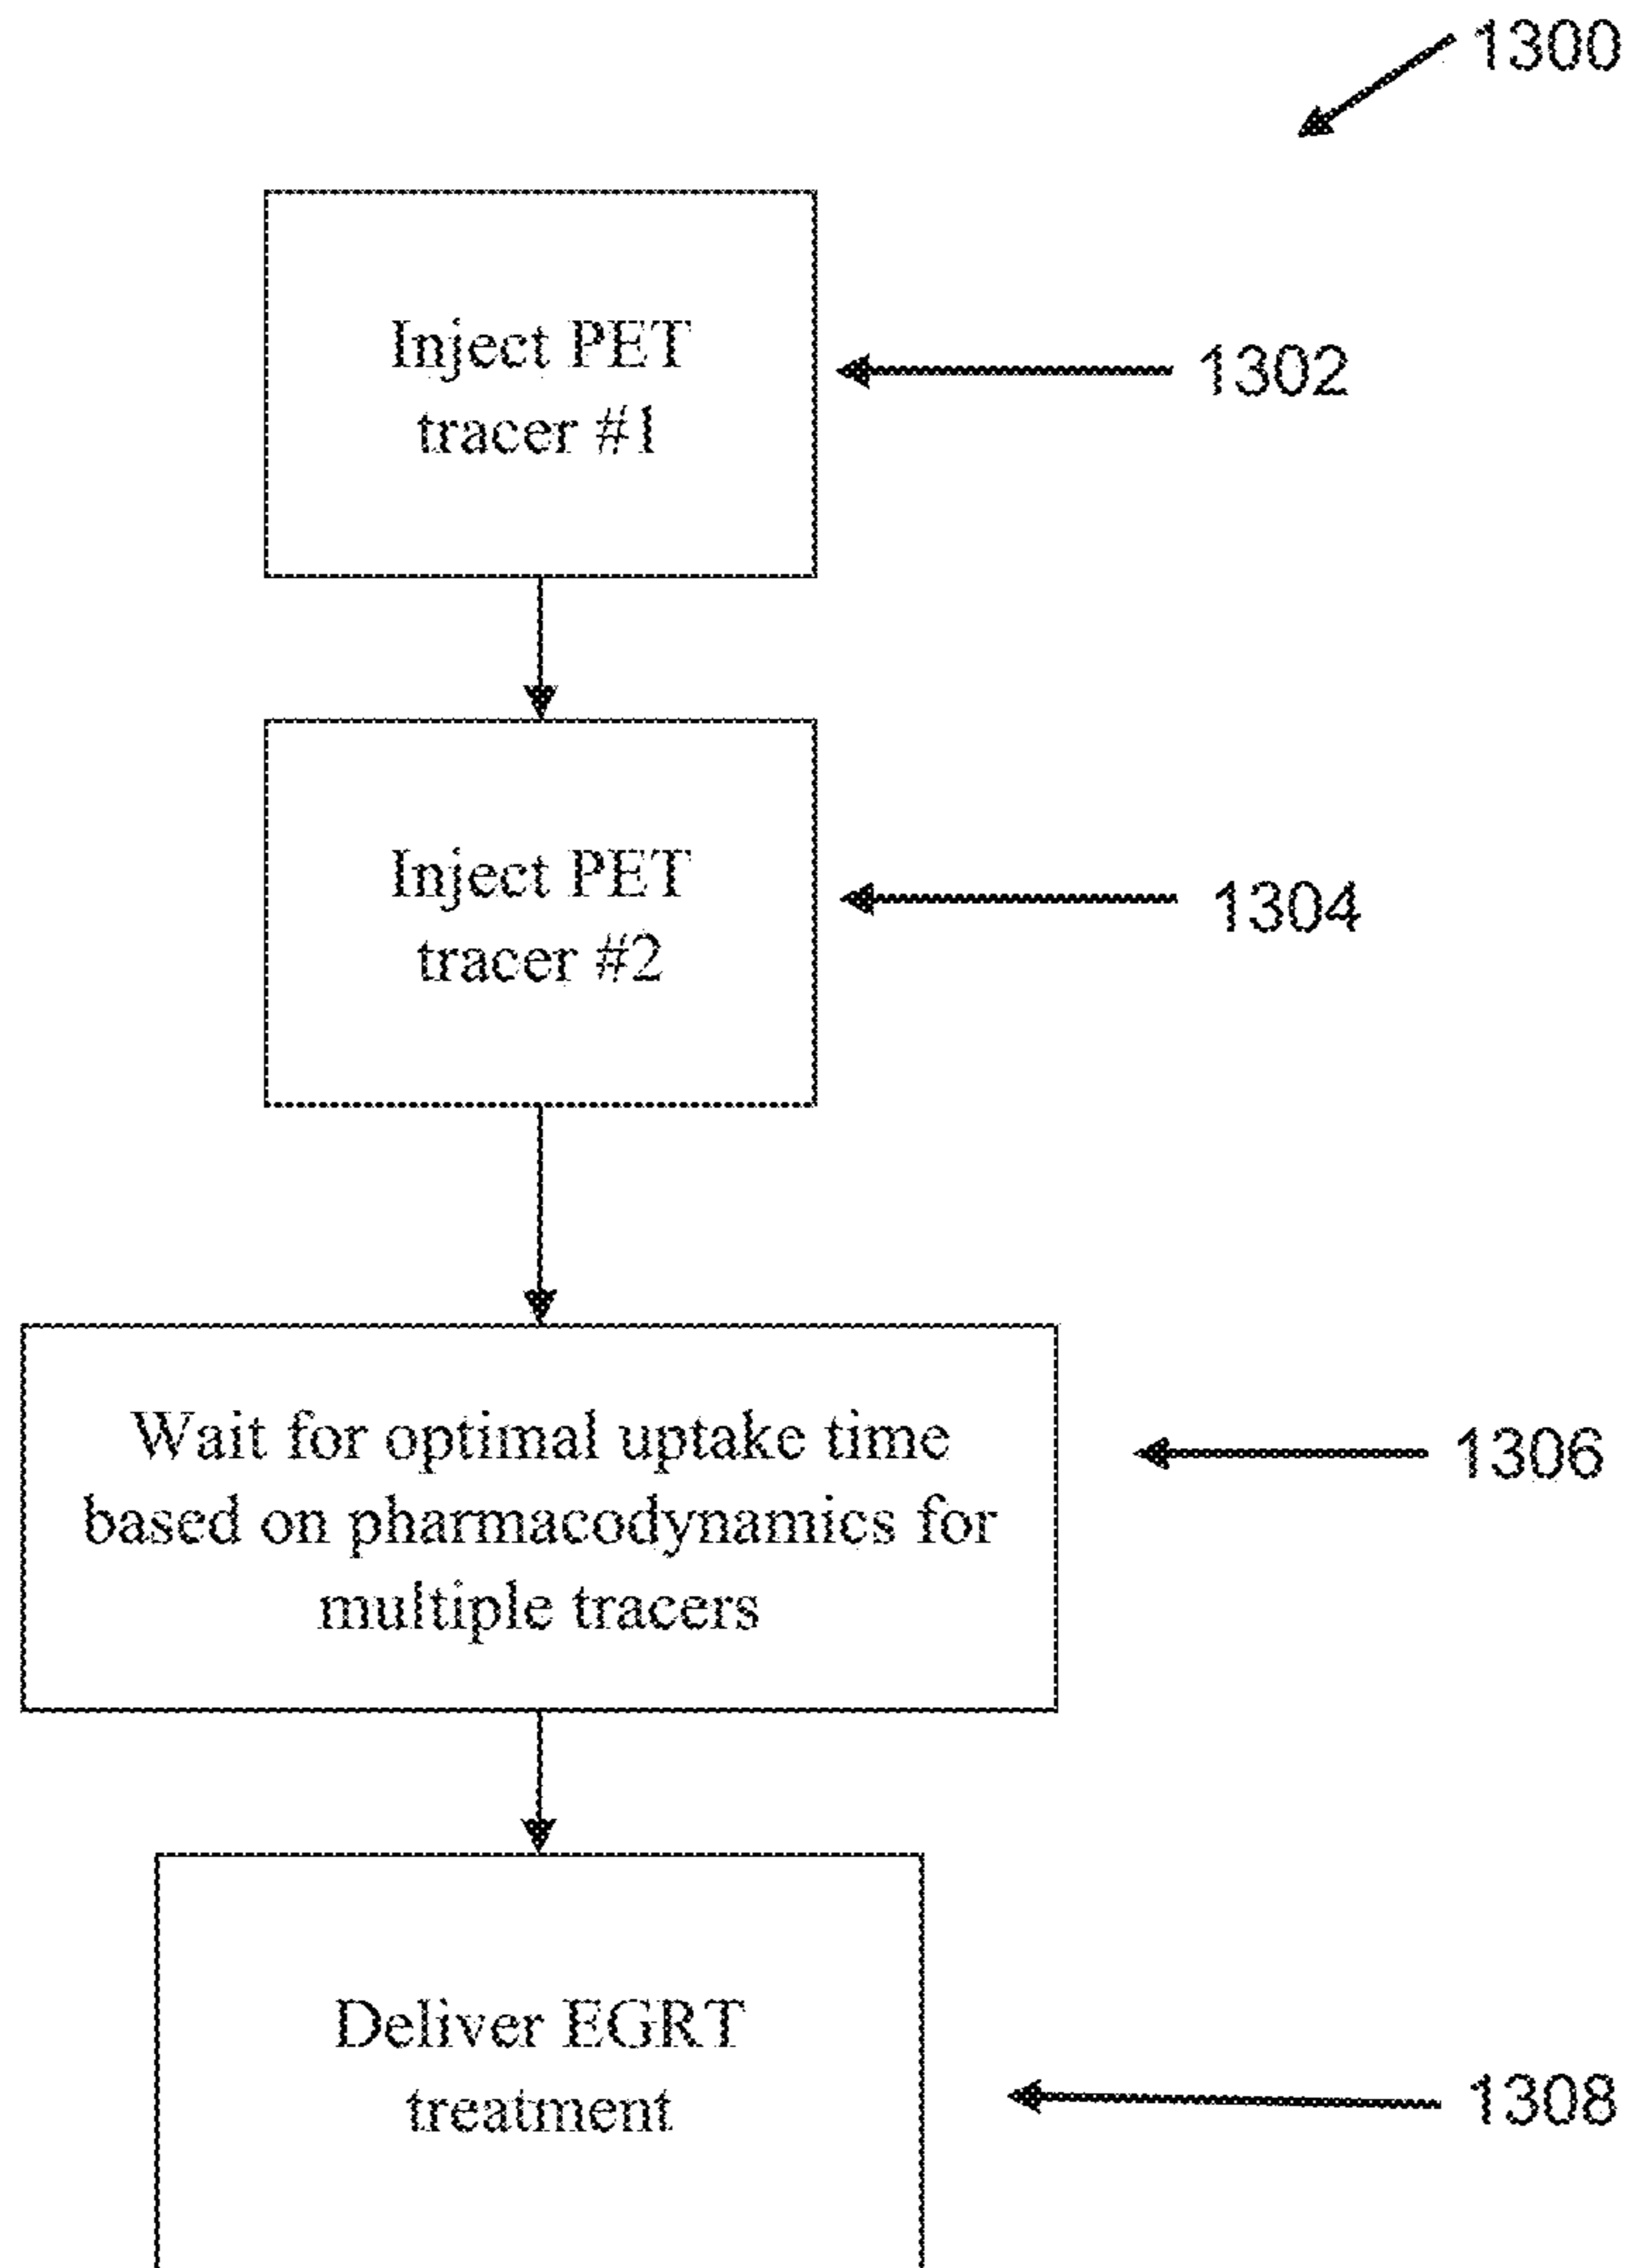 1300
Inject PET
tracer #1
1302
Inject PET
tracer #2
1304
Wait for optimal uptake time
based on pharmacodynamics for
multiple tracers
1306
Deliver EGRT
treatment
1308